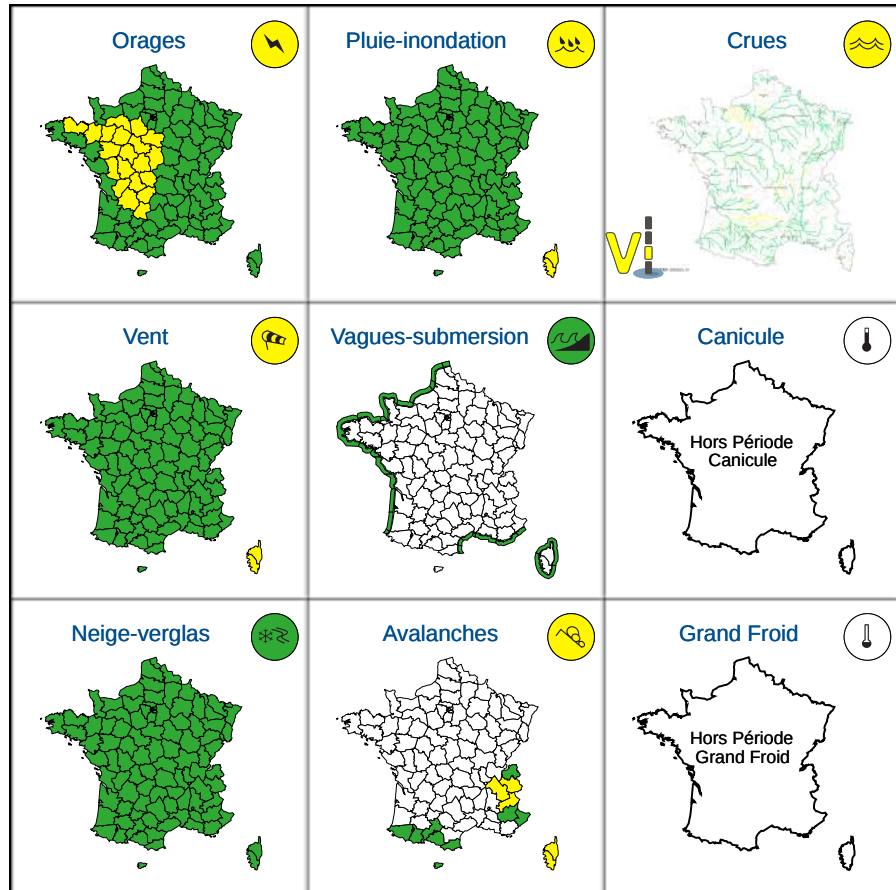 Orages
Pluie-inondation
Crues
Vi
Vent
Vagues-submersion
Canicule
Hors Période
Canicule
Neige-verglas
Avalanches
Grand Froid
Hors Période
Grand Froid